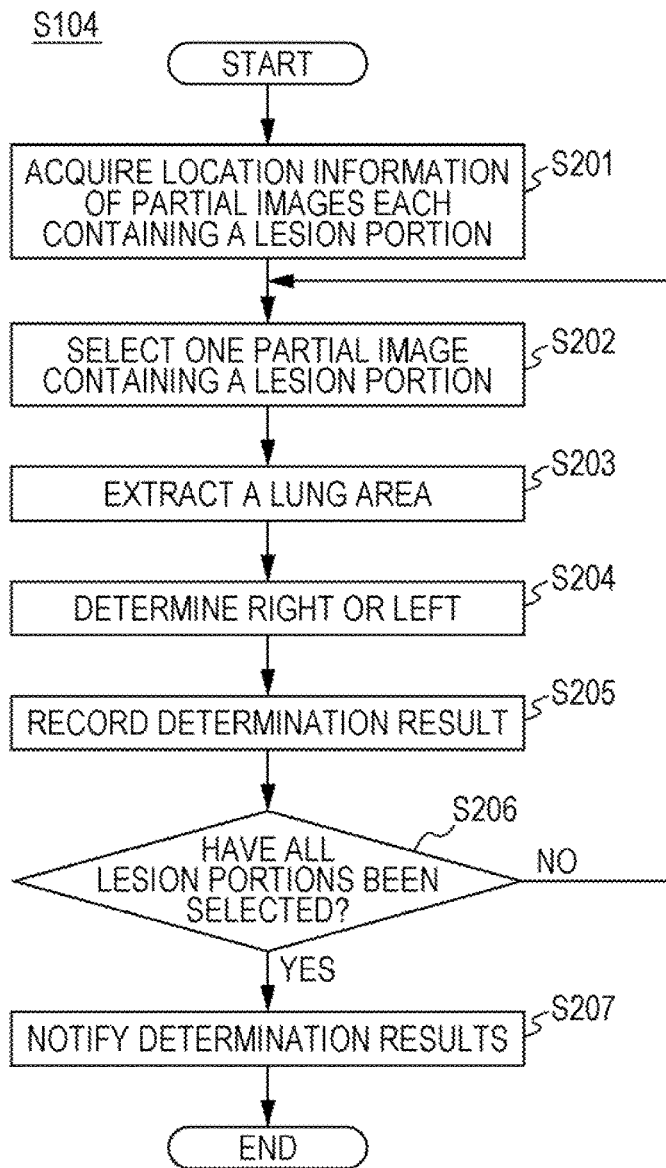 S104
START
ACQUIRE LOCATION INFORMATION
OF PARTIAL IMAGES EACH
CONTAINING A LESION PORTION
S201
SELECT ONE PARTIAL IMAGE
CONTAINING A LESION PORTION
S202
EXTRACT A LUNG AREA
S203
DETERMINE RIGHT OR LEFT
S204
RECORD DETERMINATION RESULT
S205
HAVE ALL
LESION PORTIONS BEEN
SELECTED?
S206
NO
YES
NOTIFY DETERMINATION RESULTS
S207
END